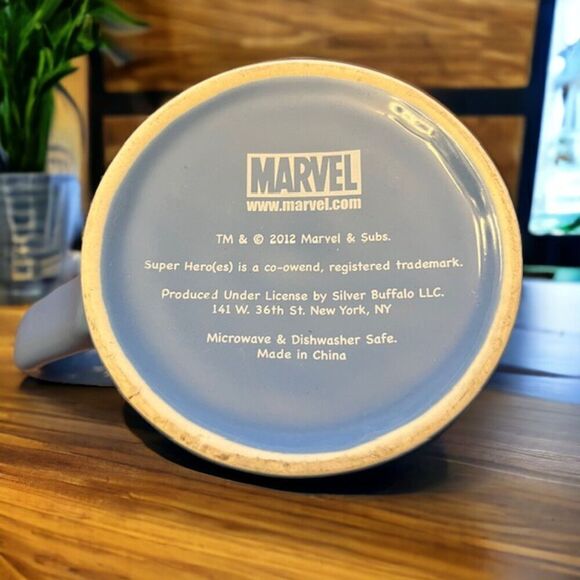 MARVEL
www.marvel.com
TM & © 2012 Marvel & Subs.
Super Hero(es) is a co-owend, registered trademark.
Produced Under License by Silver Buffalo LLC.
141 W. 36th St. New York, NY
Microwave & Dishwasher Safe.
Made in China